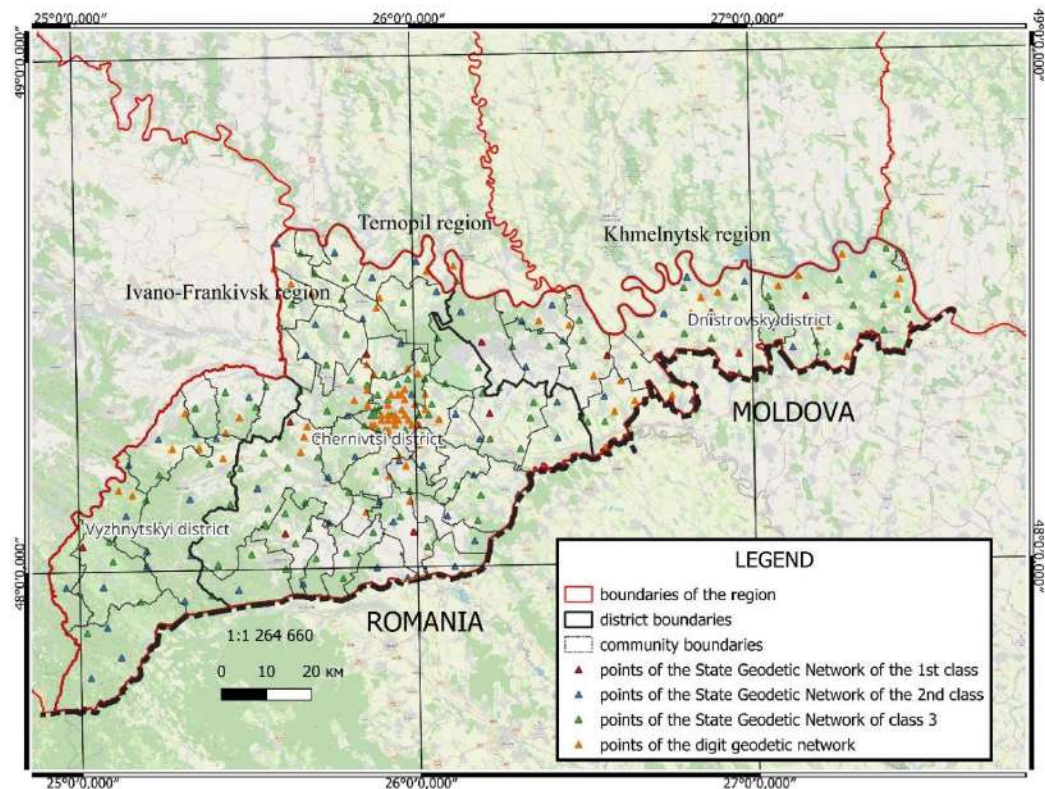 25°0′0,000″
26°0′0,000″
27°0′0,000″
49°0′0,000″
49°0′0,000″
Ternopil region
Khmelnytsk region
Ivano-Frankivsk region
Dnistrovsky district
MOLDOVA
Chernivtsi district
Vyzhnytskyi district
48°0′0,000″
48°0′0,000″
ROMANIA
1:1 264 660
0 10 20 км
LEGEND
boundaries of the region
district boundaries
community boundaries
points of the State Geodetic Network of the 1st class
points of the State Geodetic Network of the 2nd class
points of the State Geodetic Network of class 3
points of the digit geodetic network
25°0′0,000″
26°0′0,000″
27°0′0,000″